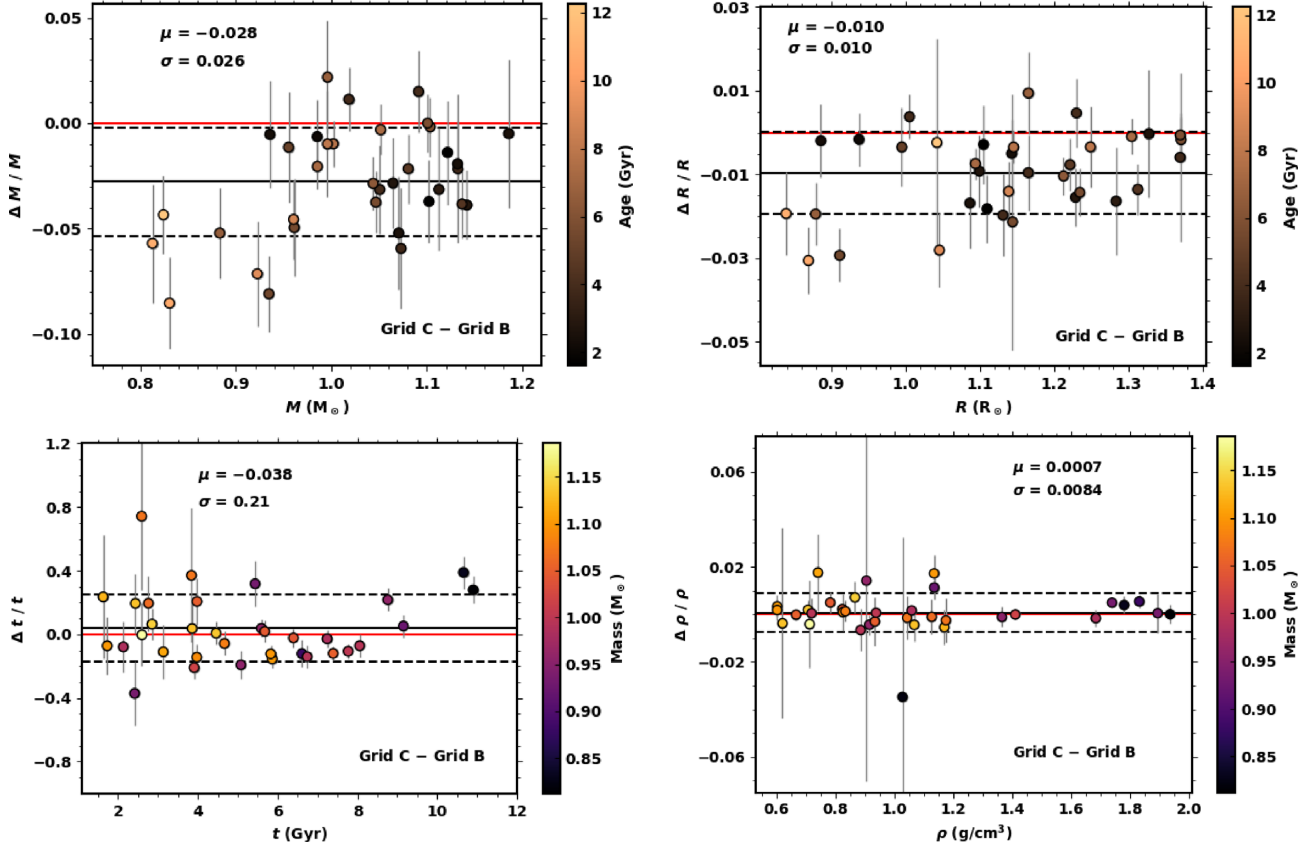 0.05
0.00
−0.05
−0.10
Δ M / M
μ = −0.028
σ = 0.026
Grid C − Grid B
0.8 0.9 1.0 1.1 1.2
M (M⊙)
12
10
8
6
4
2
Age (Gyr)
0.03
0.01
−0.01
−0.03
−0.05
Δ R / R
μ = −0.010
σ = 0.010
Grid C − Grid B
0.9 1.0 1.1 1.2 1.3 1.4
R (R⊙)
12
10
8
6
4
2
Age (Gyr)
1.2
0.8
0.4
0.0
−0.4
−0.8
Δ t / t
μ = −0.038
σ = 0.21
Grid C − Grid B
2 4 6 8 10 12
t (Gyr)
1.15
1.10
1.05
1.00
0.95
0.90
0.85
Mass (M⊙)
0.06
0.02
−0.02
−0.06
Δ ρ / ρ
μ = 0.0007
σ = 0.0084
Grid C − Grid B
0.6 0.8 1.0 1.2 1.4 1.6 1.8 2.0
ρ (g/cm³)
1.15
1.10
1.05
1.00
0.95
0.90
0.85
Mass (M⊙)